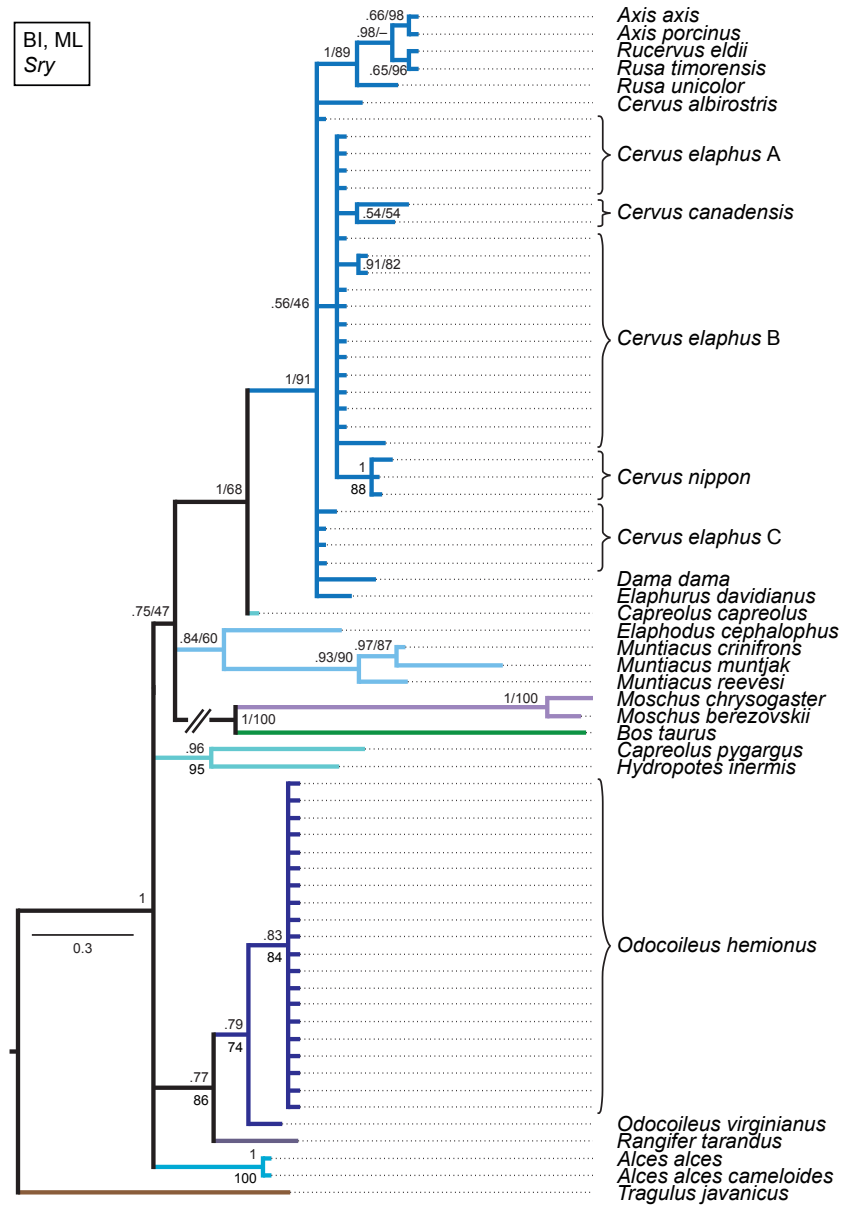 BI, ML
Sry
.66/98
Axis axis
.98/–
Axis porcinus
1/89
Rucervus eldii
.65/96
Rusa timorensis
Rusa unicolor
Cervus albirostris
Cervus elaphus A
.54/54
Cervus canadensis
.91/82
.56/46
Cervus elaphus B
1/91
1
88
Cervus nippon
1/68
Cervus elaphus C
Dama dama
Elaphurus davidianus
.75/47
Capreolus capreolus
.84/60
Elaphodus cephalophus
.97/87
Muntiacus crinifrons
.93/90
Muntiacus muntjak
Muntiacus reevesi
1/100
Moschus chrysogaster
1/100
Moschus berezovskii
Bos taurus
.96
Capreolus pygargus
95
Hydropotes inermis
1
0.3
.83
84
Odocoileus hemionus
.79
74
.77
86
Odocoileus virginianus
Rangifer tarandus
1
Alces alces
100
Alces alces cameloides
Tragulus javanicus